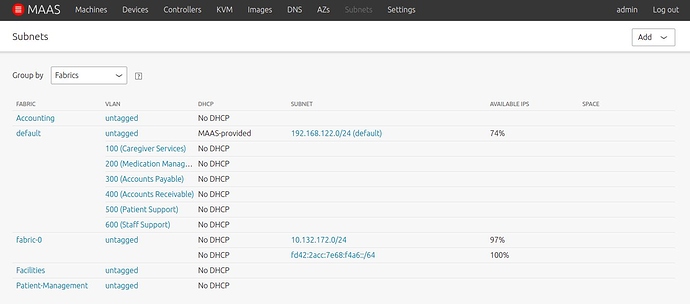 MAAS Machines Devices Controllers KVM Images DNS AZs Subnets Settings admin Log out
Subnets Add
Group by Fabrics ?
FABRIC VLAN DHCP SUBNET AVAILABLE IPS SPACE
Accounting untagged No DHCP
default untagged MAAS-provided 192.168.122.0/24 (default) 74%
100 (Caregiver Services) No DHCP
200 (Medication Manag... No DHCP
300 (Accounts Payable) No DHCP
400 (Accounts Receivable) No DHCP
500 (Patient Support) No DHCP
600 (Staff Support) No DHCP
fabric-0 untagged No DHCP 10.132.172.0/24 97%
No DHCP fd42:2acc:7e68:f4a6::/64 100%
Facilities untagged No DHCP
Patient-Management untagged No DHCP